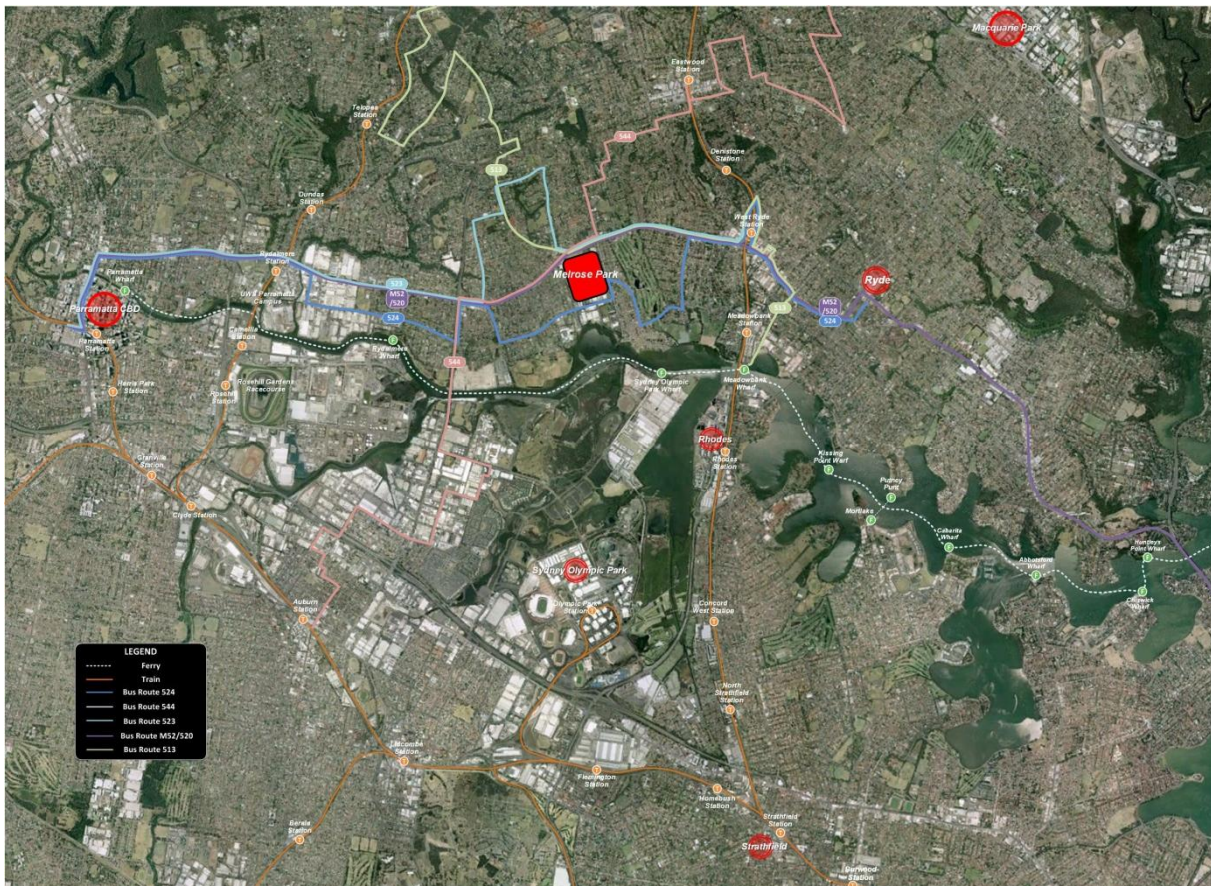 Macquarie Park
Eastwood
Station
Telopea
Station
544
Denistone
Station
513
Dundas
Station
West Ryde
Station
Rydalmere
Station
Parramatta
Wharf
Melrose Park
Ryde
UWS Parramatta
Campus
523
M52
/520
524
M52
/520
524
513
Parramatta CBD
Parramatta
Station
Camellia
Station
Meadowbank
Station
Rydalmere
Wharf
544
Harris Park
Station
Rosehill
Station
Rosehill Gardens
Racecourse
Sydney Olympic
Park Wharf
Meadowbank
Wharf
Rhodes
Rhodes
Station
Granville
Station
Kissing
Point Warf
Clyde Station
Putney
Punt
Mortlake
Cabarita
Wharf
Huntleys
Point Wharf
Abbotsford
Wharf
Chiswick
Wharf
Sydney Olympic Park
Olympic Park
Station
Auburn
Station
Concord
West Station
LEGEND
Ferry
Train
Bus Route 524
Bus Route 544
Bus Route 523
Bus Route M52/520
Bus Route 513
North
Strathfield
Station
Lidcombe
Station
Flemington
Station
Homebush
Station
Berala
Station
Strathfield
Station
Strathfield
Burwood
Station